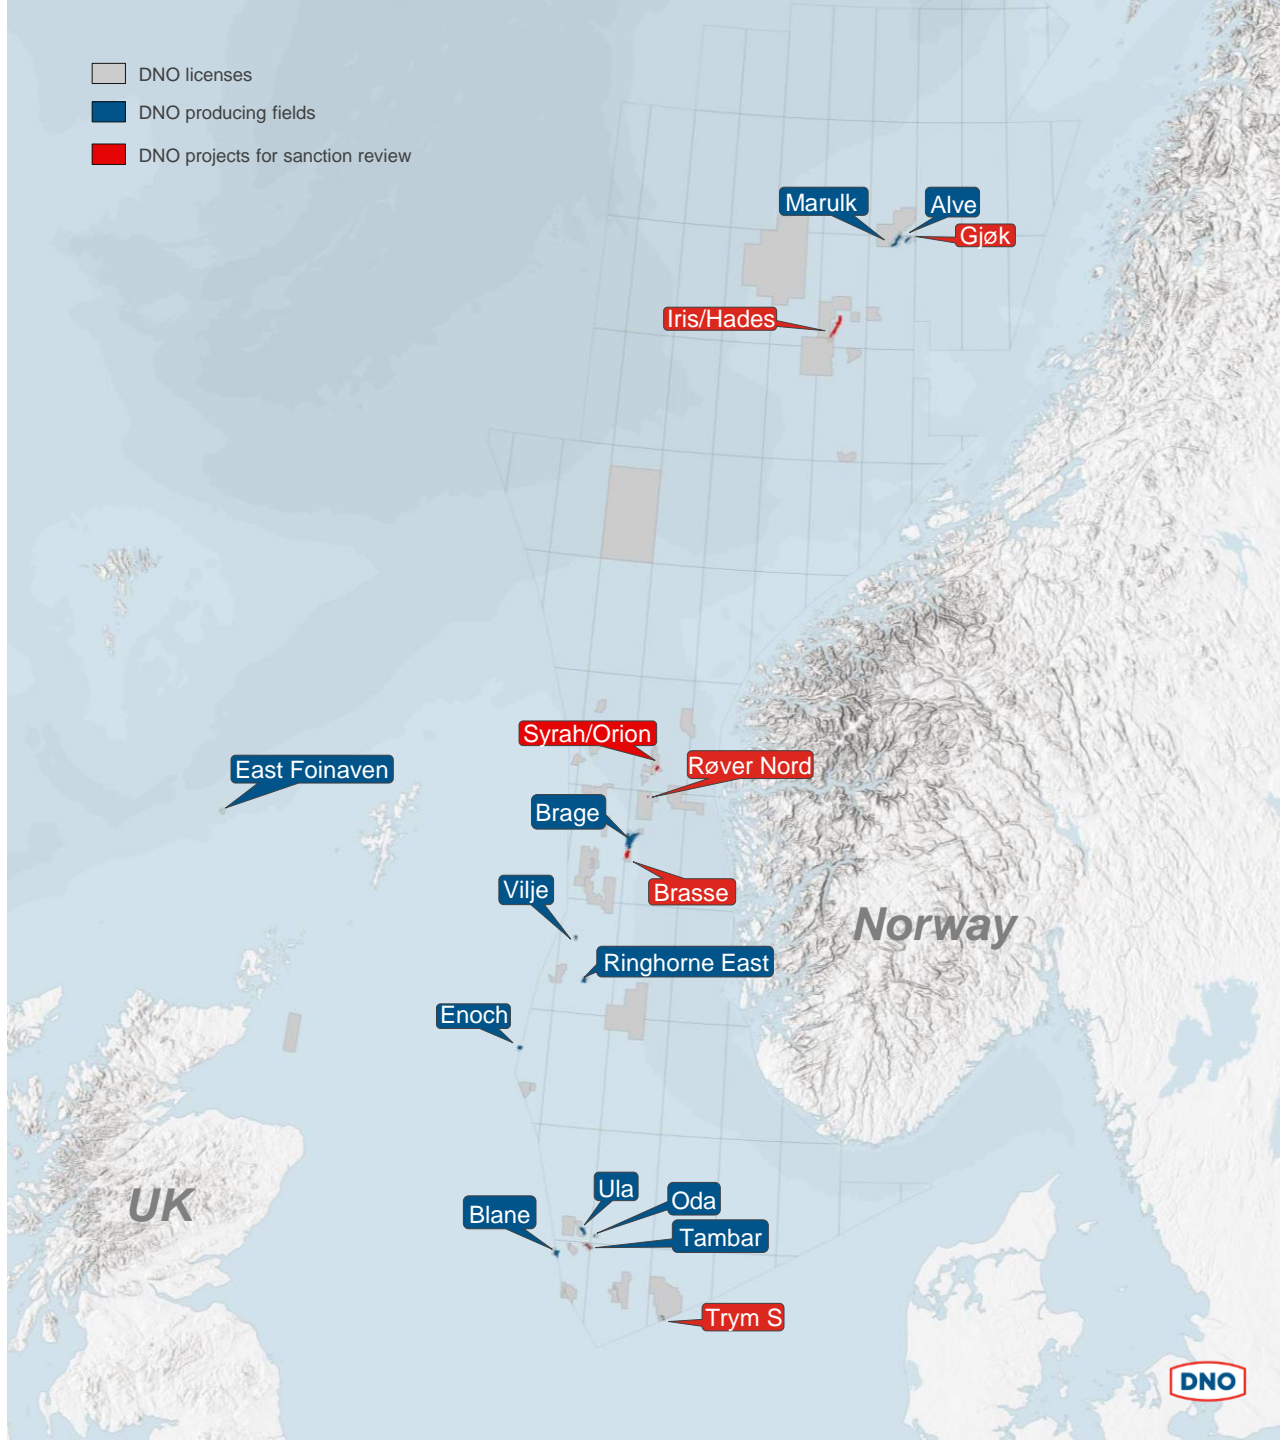 DNO licenses
DNO producing fields
DNO projects for sanction review
Marulk
Alve
Gjøk
Iris/Hades
Syrah/Orion
Røver Nord
East Foinaven
Brage
Vilje
Brasse
Norway
Ringhorne East
Enoch
UK
Ula
Oda
Blane
Tambar
Trym S
DNO